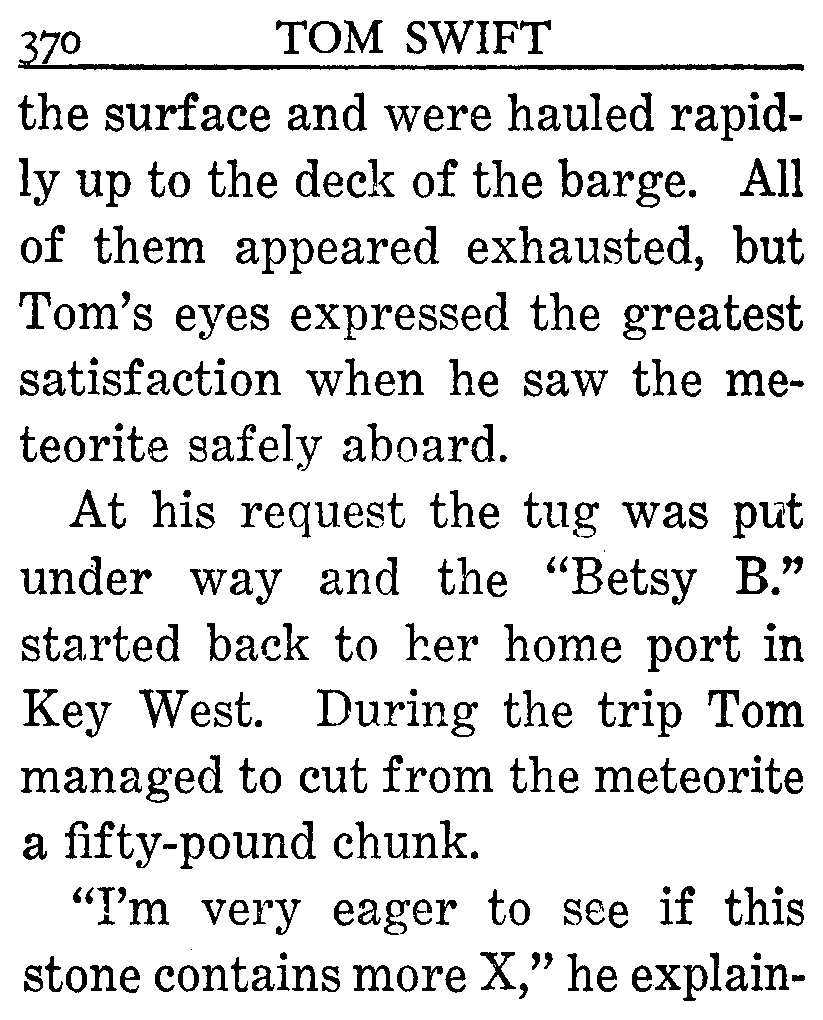 370 TOM SWIFT
the surface and were hauled rapid-
ly up to the deck of the barge. All
of them appeared exhausted, but
Tom's eyes expressed the greatest
satisfaction when he saw the me-
teorite safely aboard.
At his request the tug was put
under way and the “Betsy B.”
started back to her home port in
Key West. During the trip Tom
managed to cut from the meteorite
a fifty-pound chunk.
“I'm very eager to see if this
stone contains more X,” he explain-